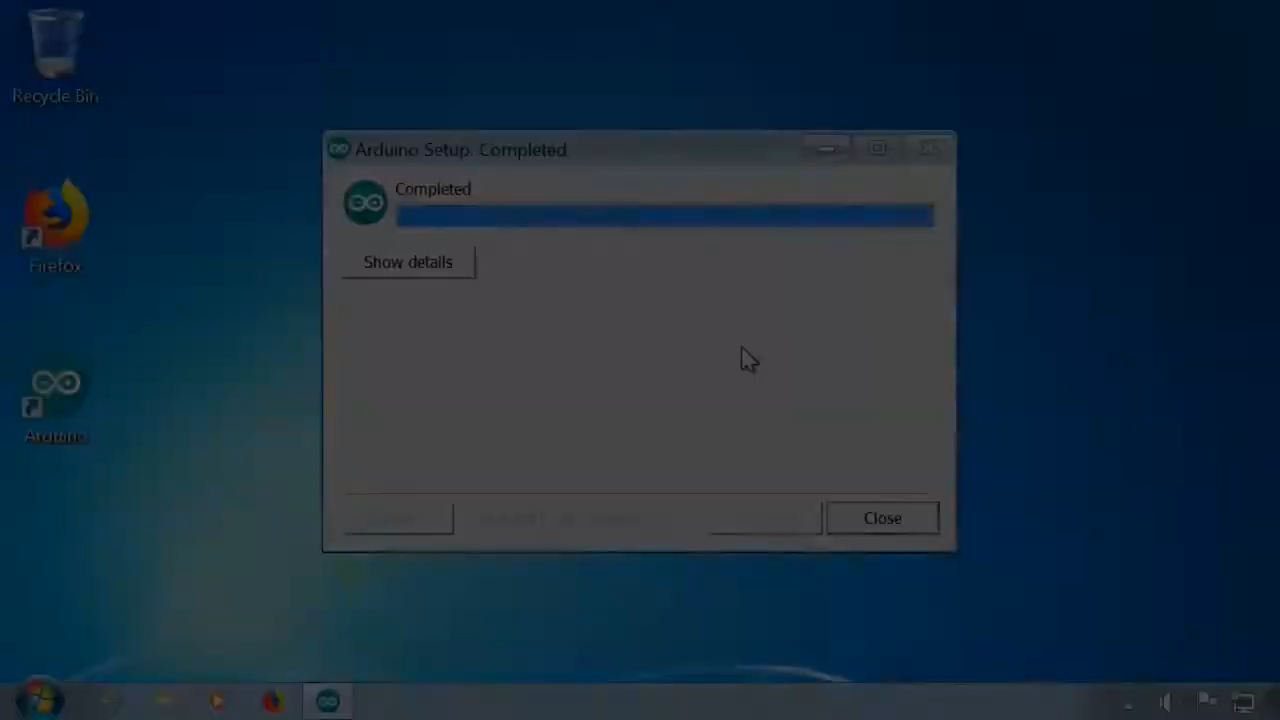 Recycle Bin
Arduino Setup: Completed
Completed
Firefox
Show details
Arduino
Close